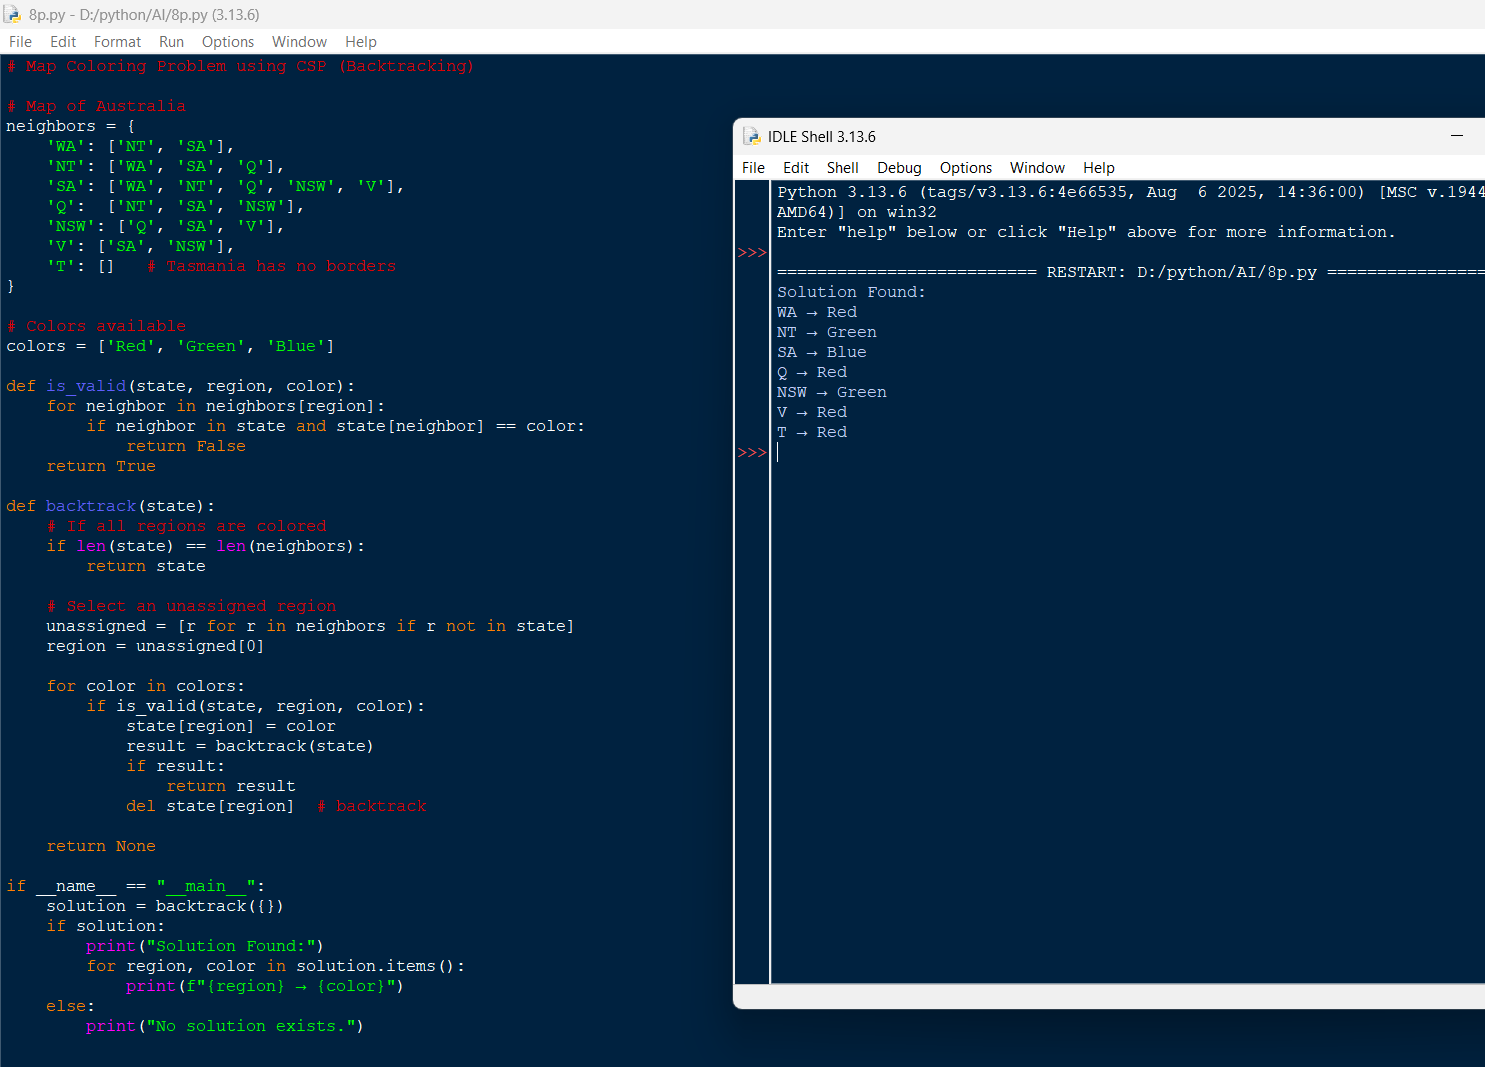 8p.py - D:/python/AI/8p.py (3.13.6)
File Edit Format Run Options Window Help
# Map Coloring Problem using CSP (Backtracking)
# Map of Australia
neighbors = {
    'WA': ['NT', 'SA'],
    'NT': ['WA', 'SA', 'Q'],
    'SA': ['WA', 'NT', 'Q', 'NSW', 'V'],
    'Q':  ['NT', 'SA', 'NSW'],
    'NSW': ['Q', 'SA', 'V'],
    'V': ['SA', 'NSW'],
    'T': []   # Tasmania has no borders
}
# Colors available
colors = ['Red', 'Green', 'Blue']
def is_valid(state, region, color):
    for neighbor in neighbors[region]:
        if neighbor in state and state[neighbor] == color:
            return False
    return True
def backtrack(state):
    # If all regions are colored
    if len(state) == len(neighbors):
        return state
    # Select an unassigned region
    unassigned = [r for r in neighbors if r not in state]
    region = unassigned[0]
    for color in colors:
        if is_valid(state, region, color):
            state[region] = color
            result = backtrack(state)
            if result:
                return result
            del state[region]  # backtrack
    return None
if __name__ == "__main__":
    solution = backtrack({})
    if solution:
        print("Solution Found:")
        for region, color in solution.items():
            print(f"{region} → {color}")
    else:
        print("No solution exists.")
IDLE Shell 3.13.6
File Edit Shell Debug Options Window Help
Python 3.13.6 (tags/v3.13.6:4e66535, Aug  6 2025, 14:36:00) [MSC v.1944
AMD64)] on win32
Enter "help" below or click "Help" above for more information.
>>>
========================== RESTART: D:/python/AI/8p.py ================
Solution Found:
WA → Red
NT → Green
SA → Blue
Q → Red
NSW → Green
V → Red
T → Red
>>>